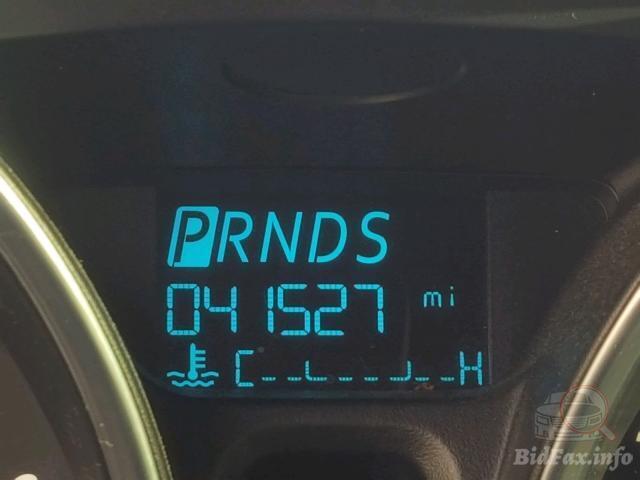 PRNDS
041527 mi
C H
BidFax.info